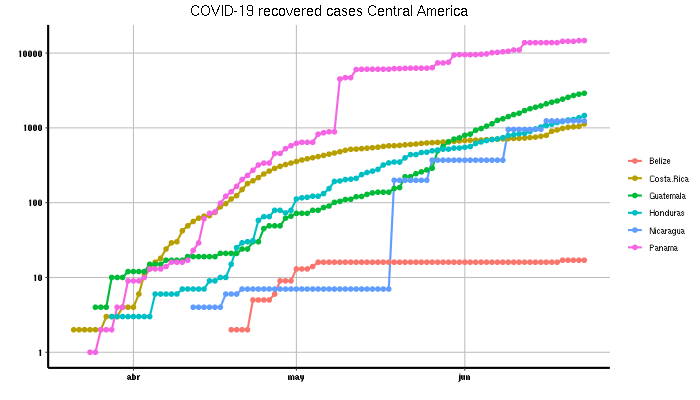 COVID-19 recovered cases Central America
10000
1000
100
10
1
abr
may
jun
Belize
Costa.Rica
Guatemala
Honduras
Nicaragua
Panama